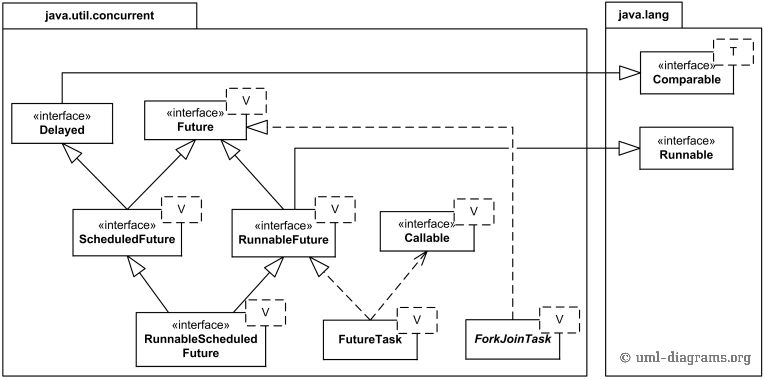 java.util.concurrent
java.lang
T
«interface»
Comparable
V
«interface»
Delayed
«interface»
Future
«interface»
Runnable
V
«interface»
ScheduledFuture
V
«interface»
RunnableFuture
V
«interface»
Callable
V
«interface»
RunnableScheduled
Future
V
FutureTask
V
ForkJoinTask
© uml-diagrams.org